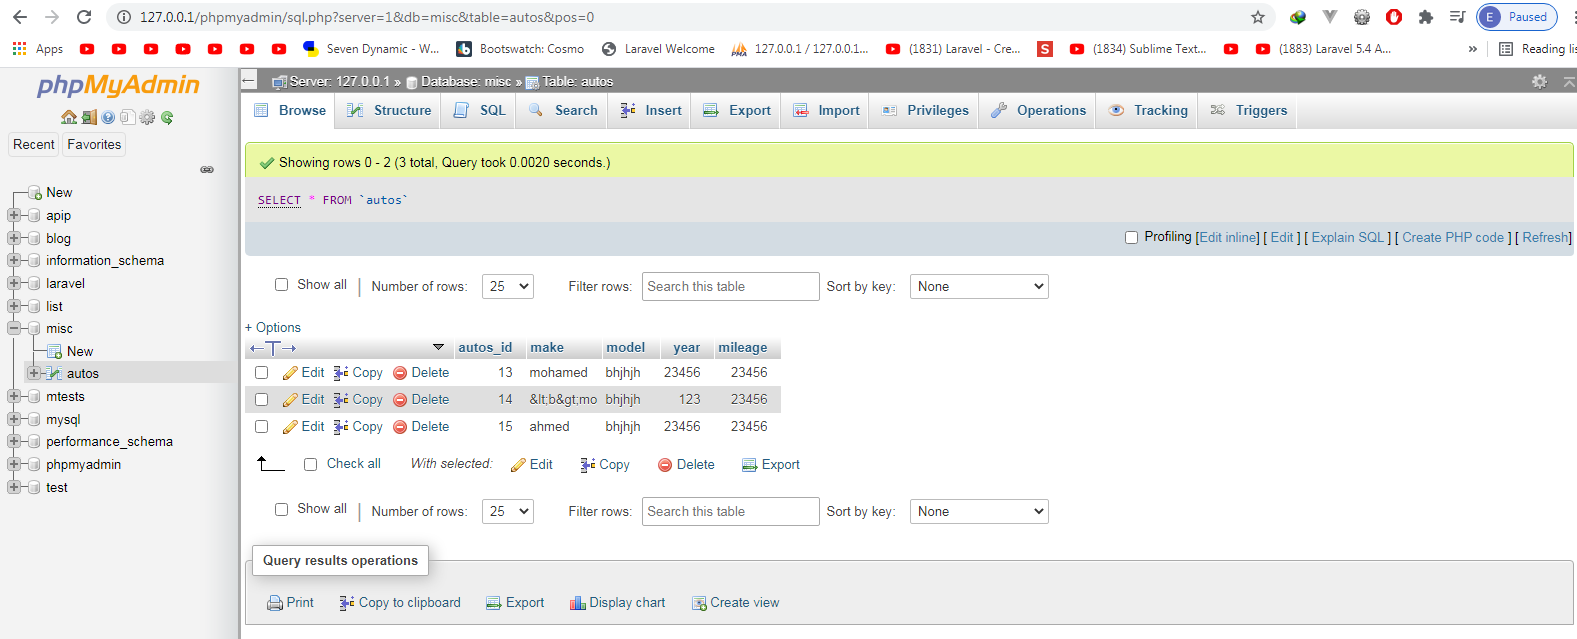 127.0.0.1/phpmyadmin/sql.php?server=1&db=misc&table=autos&pos=0
E Paused
Apps Seven Dynamic - W... Bootswatch: Cosmo Laravel Welcome 127.0.0.1 / 127.0.0.1... (1831) Laravel - Cre... S (1834) Sublime Text... (1883) Laravel 5.4 A... » Reading lis
phpMyAdmin
Recent Favorites
New
apip
blog
information_schema
laravel
list
misc
New
autos
mtests
mysql
performance_schema
phpmyadmin
test
Server: 127.0.0.1 » Database: misc » Table: autos
Browse Structure SQL Search Insert Export Import Privileges Operations Tracking Triggers
Showing rows 0 - 2 (3 total, Query took 0.0020 seconds.)
SELECT * FROM `autos`
Profiling [Edit inline] [ Edit ] [ Explain SQL ] [ Create PHP code ] [ Refresh]
Show all | Number of rows: 25 Filter rows: Search this table Sort by key: None
+ Options
←T→ autos_id make model year mileage
Edit Copy Delete 13 mohamed bhjhjh 23456 23456
Edit Copy Delete 14 &lt;b&gt;mo bhjhjh 123 23456
Edit Copy Delete 15 ahmed bhjhjh 23456 23456
Check all With selected: Edit Copy Delete Export
Show all | Number of rows: 25 Filter rows: Search this table Sort by key: None
Query results operations
Print Copy to clipboard Export Display chart Create view